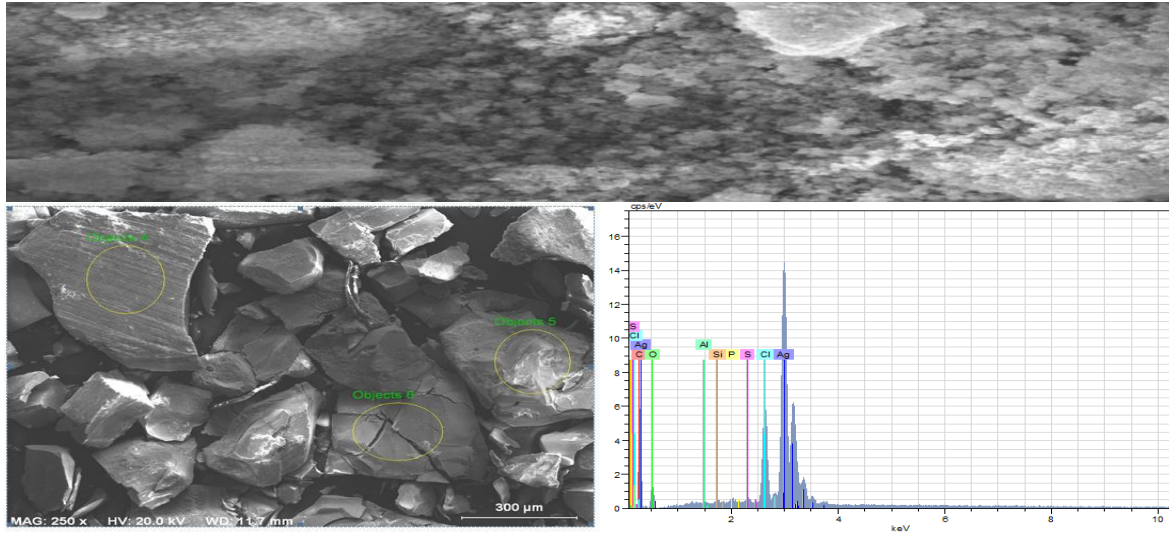 Objects 4
Objects 5
Objects 6
MAG: 250 x HV: 20.0 kV WD: 11.7 mm
300 µm
cps/eV
16
14
12
10
8
6
4
2
0
S
Cl
Ag
C O Al Si P S Cl Ag
2 4 6 8 10
keV